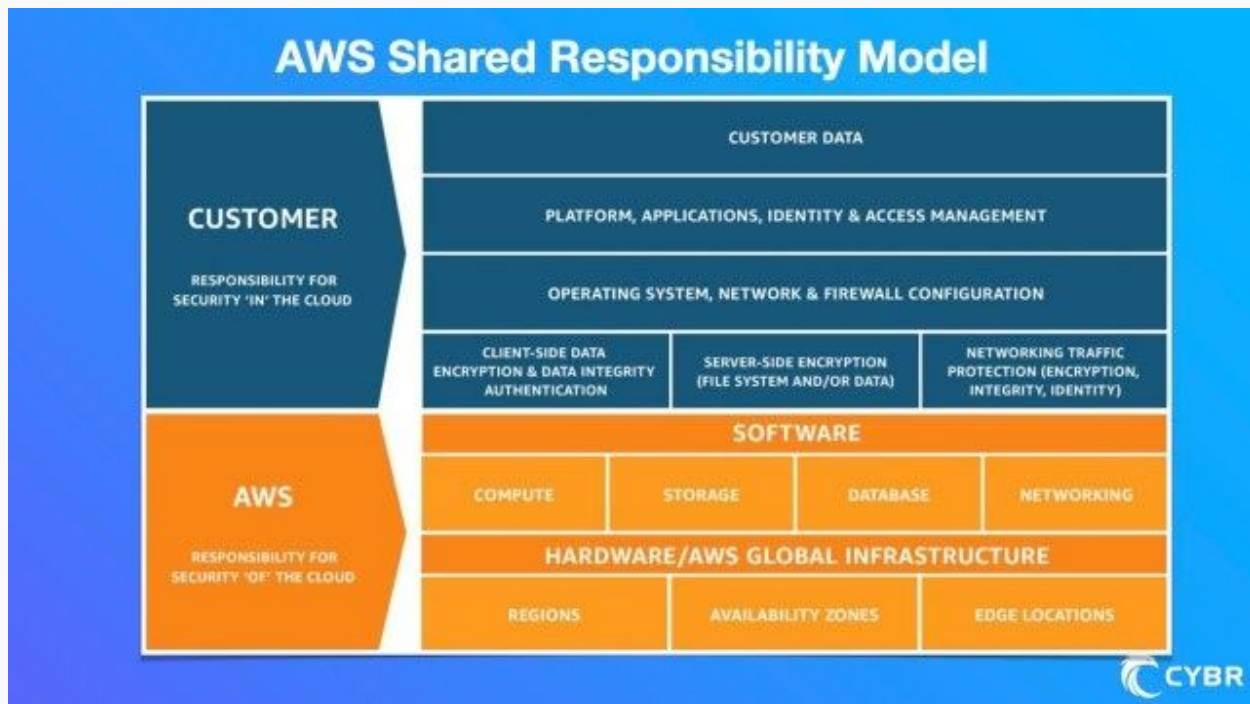 AWS Shared Responsibility Model
CUSTOMER
RESPONSIBILITY FOR
SECURITY 'IN' THE CLOUD
CUSTOMER DATA
PLATFORM, APPLICATIONS, IDENTITY & ACCESS MANAGEMENT
OPERATING SYSTEM, NETWORK & FIREWALL CONFIGURATION
CLIENT-SIDE DATA
ENCRYPTION & DATA INTEGRITY
AUTHENTICATION
SERVER-SIDE ENCRYPTION
(FILE SYSTEM AND/OR DATA)
NETWORKING TRAFFIC
PROTECTION (ENCRYPTION,
INTEGRITY, IDENTITY)
AWS
RESPONSIBILITY FOR
SECURITY 'OF' THE CLOUD
SOFTWARE
COMPUTE
STORAGE
DATABASE
NETWORKING
HARDWARE/AWS GLOBAL INFRASTRUCTURE
REGIONS
AVAILABILITY ZONES
EDGE LOCATIONS
CYBR